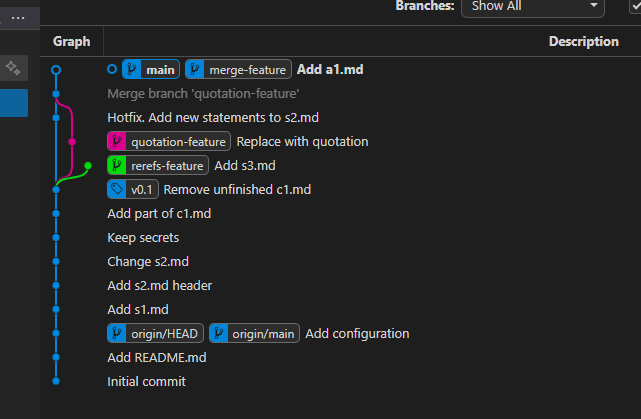 Branches: Show All
Graph Description
main merge-feature Add a1.md
Merge branch 'quotation-feature'
Hotfix. Add new statements to s2.md
quotation-feature Replace with quotation
rerefs-feature Add s3.md
v0.1 Remove unfinished c1.md
Add part of c1.md
Keep secrets
Change s2.md
Add s2.md header
Add s1.md
origin/HEAD origin/main Add configuration
Add README.md
Initial commit